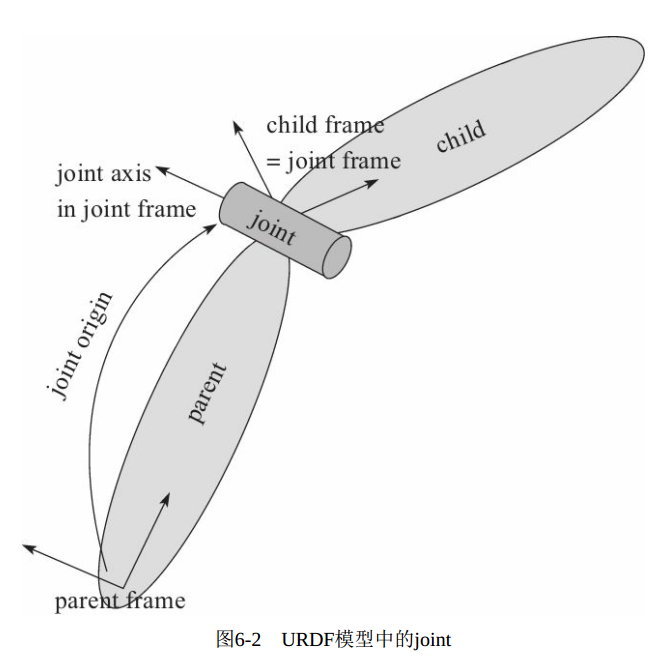 child frame
= joint frame
child
joint axis
in joint frame
joint
joint origin
parent
parent frame
图6-2 URDF模型中的joint